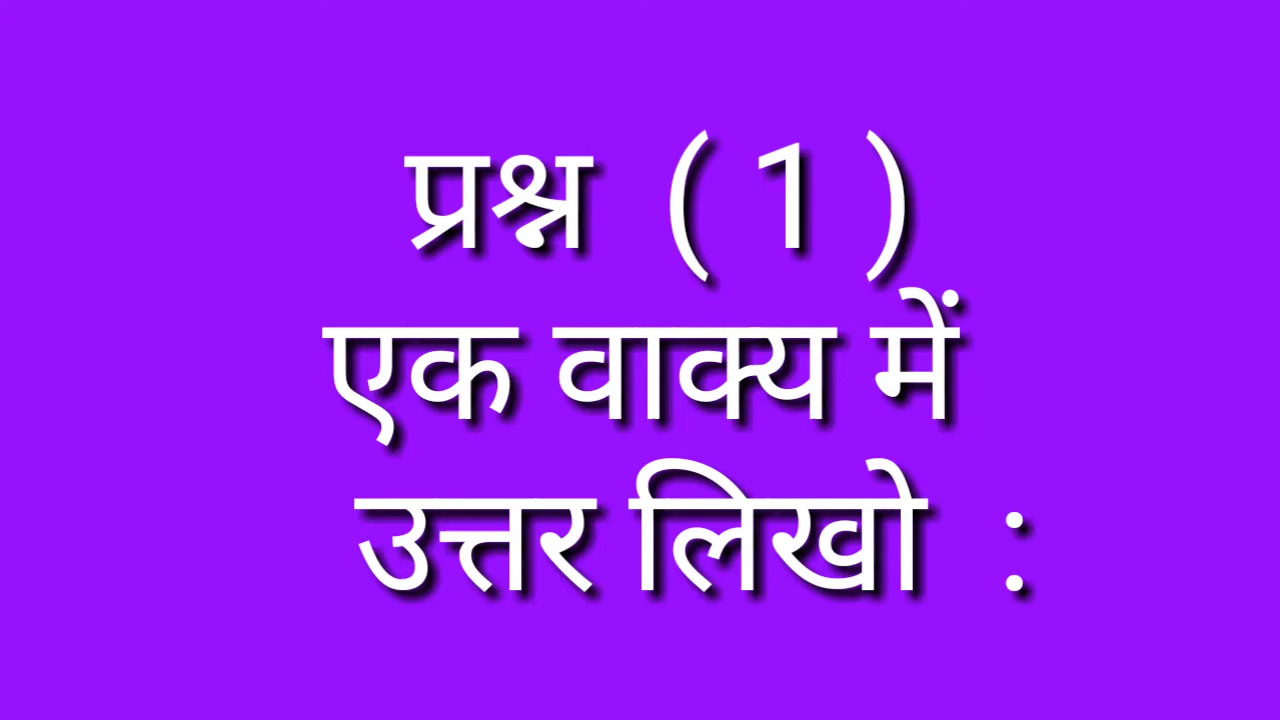 प्रश्न ( 1 )
एक वाक्य में
उत्तर लिखो :